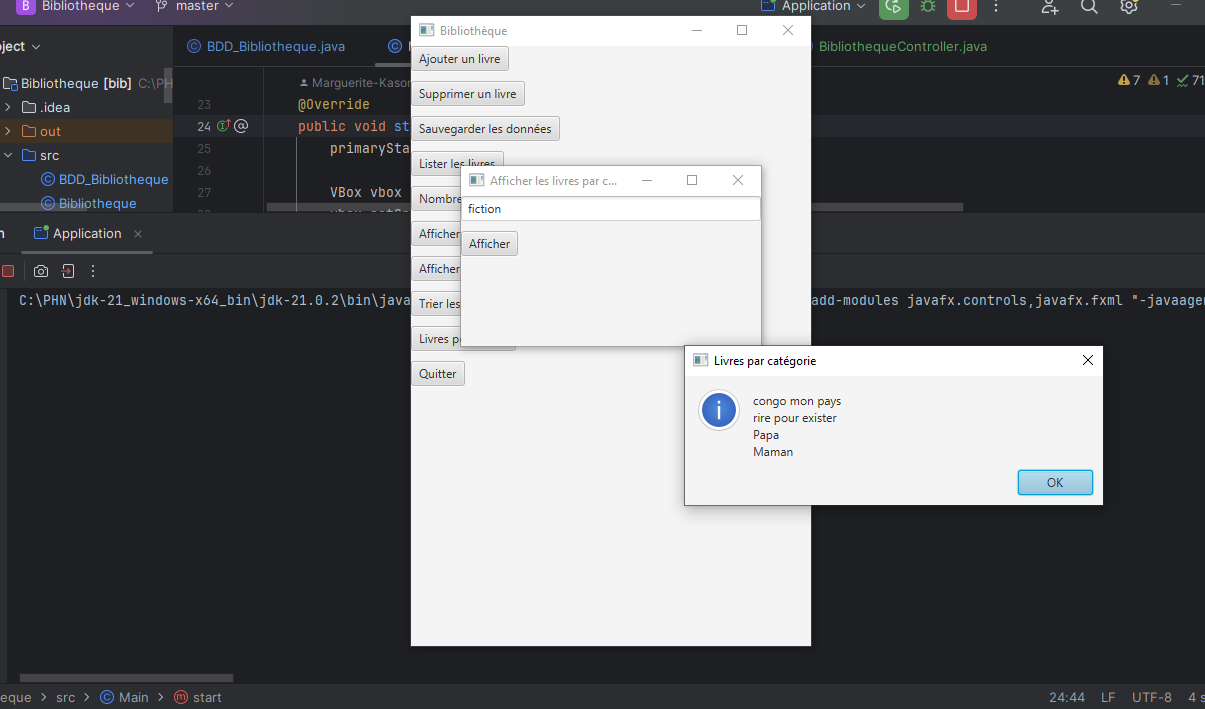 B Bibliotheque master Application
ject BDD_Bibliotheque.java BibliothequeController.java
Bibliotheque [bib] C:\PH Marguerite-Kason 7 1 71
.idea 23 @Override
out 24 public void st
src 25 primarySta
26
BDD_Bibliotheque
27 VBox vbox
Bibliotheque
Application
C:\PHN\jdk-21_windows-x64_bin\jdk-21.0.2\bin\java add-modules javafx.controls,javafx.fxml "-javaager
Bibliothèque
Ajouter un livre
Supprimer un livre
Sauvegarder les données
Lister les livres
Nombre
Afficher
Afficher
Trier les
Livres p
Quitter
Afficher les livres par c...
fiction
Afficher
Livres par catégorie
congo mon pays
rire pour exister
Papa
Maman
OK
eque src Main start 24:44 LF UTF-8 4 s